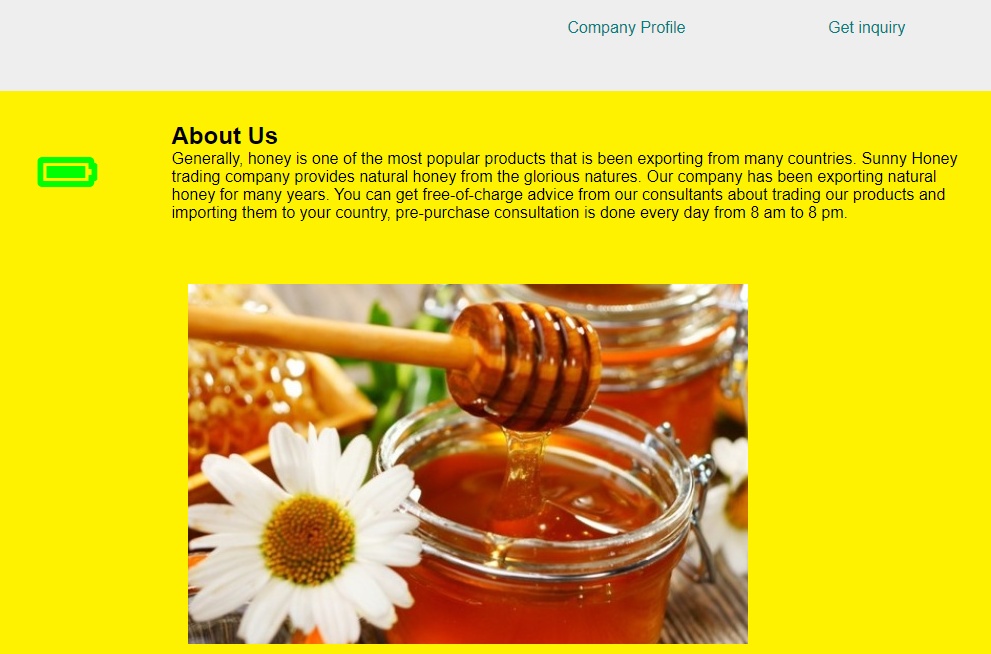 Company Profile
Get inquiry
About Us
Generally, honey is one of the most popular products that is been exporting from many countries. Sunny Honey
trading company provides natural honey from the glorious natures. Our company has been exporting natural
honey for many years. You can get free-of-charge advice from our consultants about trading our products and
importing them to your country, pre-purchase consultation is done every day from 8 am to 8 pm.